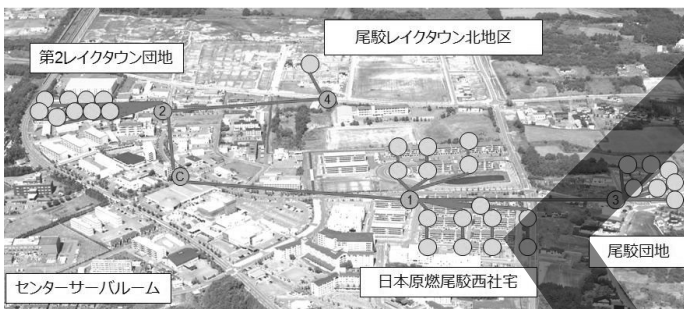 尾駮レイクタウン北地区
第2レイクタウン団地
4
2
C
1
3
尾駮団地
日本原燃尾駮西社宅
センターサーバルーム